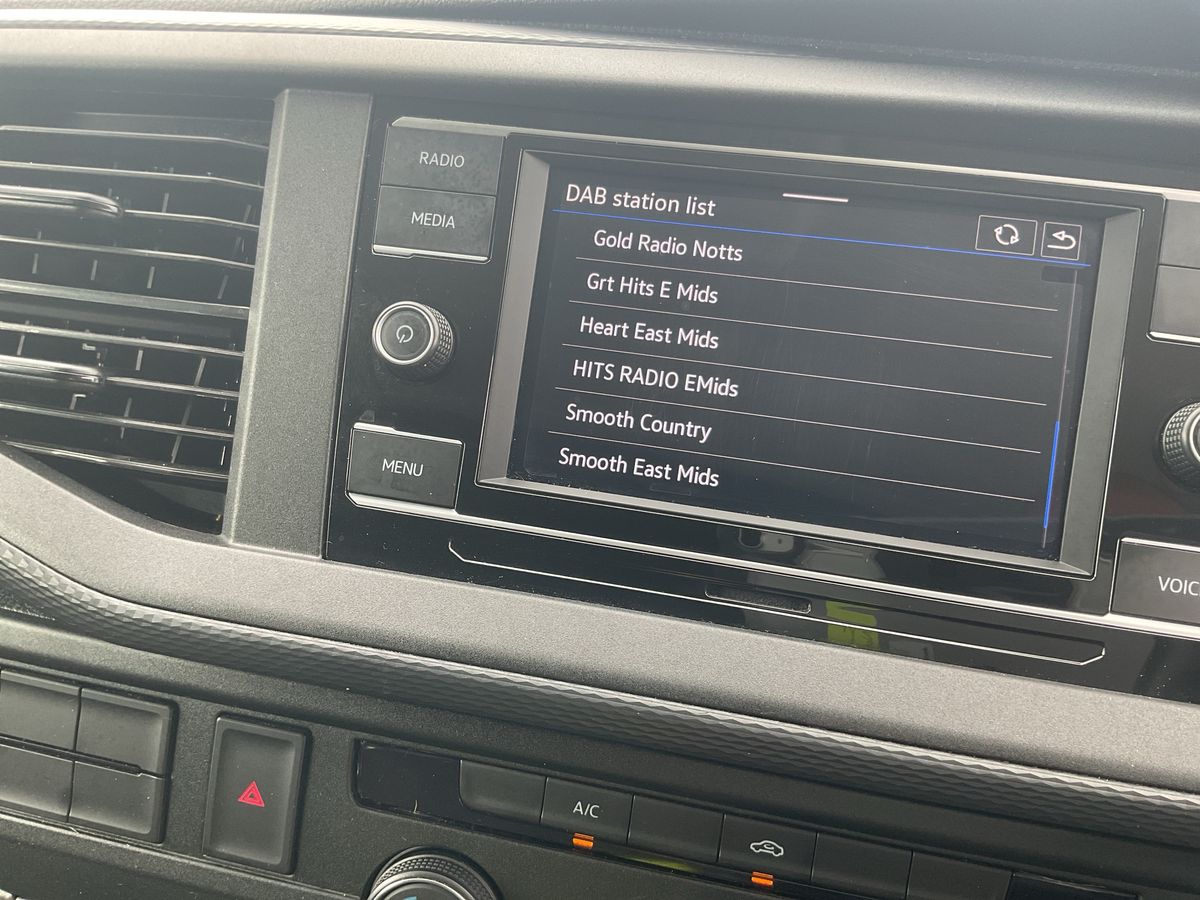 RADIO
MEDIA
DAB station list
Gold Radio Notts
Grt Hits E Mids
Heart East Mids
HITS RADIO EMids
Smooth Country
Smooth East Mids
MENU
VOIC
A/C